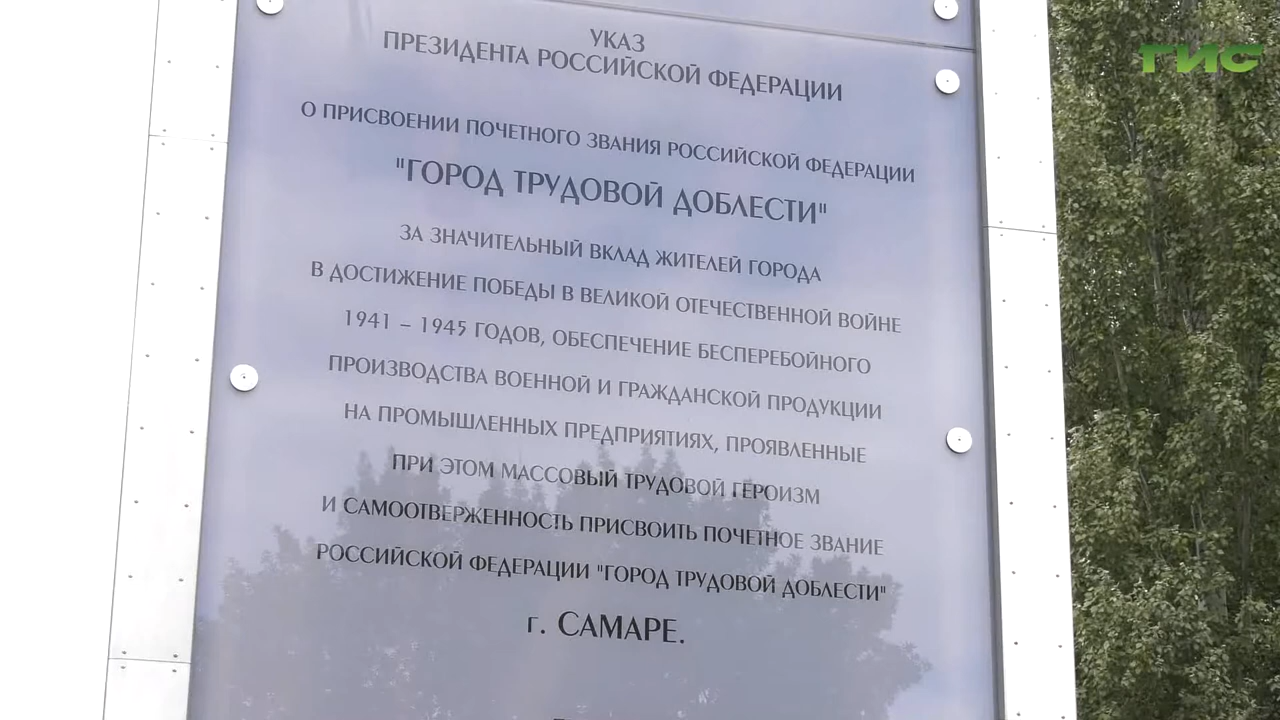 ГИС
УКАЗ
ПРЕЗИДЕНТА РОССИЙСКОЙ ФЕДЕРАЦИИ
О ПРИСВОЕНИИ ПОЧЕТНОГО ЗВАНИЯ РОССИЙСКОЙ ФЕДЕРАЦИИ
"ГОРОД ТРУДОВОЙ ДОБЛЕСТИ"
ЗА ЗНАЧИТЕЛЬНЫЙ ВКЛАД ЖИТЕЛЕЙ ГОРОДА
В ДОСТИЖЕНИЕ ПОБЕДЫ В ВЕЛИКОЙ ОТЕЧЕСТВЕННОЙ ВОЙНЕ
1941 – 1945 ГОДОВ, ОБЕСПЕЧЕНИЕ БЕСПЕРЕБОЙНОГО
ПРОИЗВОДСТВА ВОЕННОЙ И ГРАЖДАНСКОЙ ПРОДУКЦИИ
НА ПРОМЫШЛЕННЫХ ПРЕДПРИЯТИЯХ, ПРОЯВЛЕННЫЕ
ПРИ ЭТОМ МАССОВЫЙ ТРУДОВОЙ ГЕРОИЗМ
И САМООТВЕРЖЕННОСТЬ ПРИСВОИТЬ ПОЧЕТНОЕ ЗВАНИЕ
РОССИЙСКОЙ ФЕДЕРАЦИИ "ГОРОД ТРУДОВОЙ ДОБЛЕСТИ"
г. САМАРЕ.